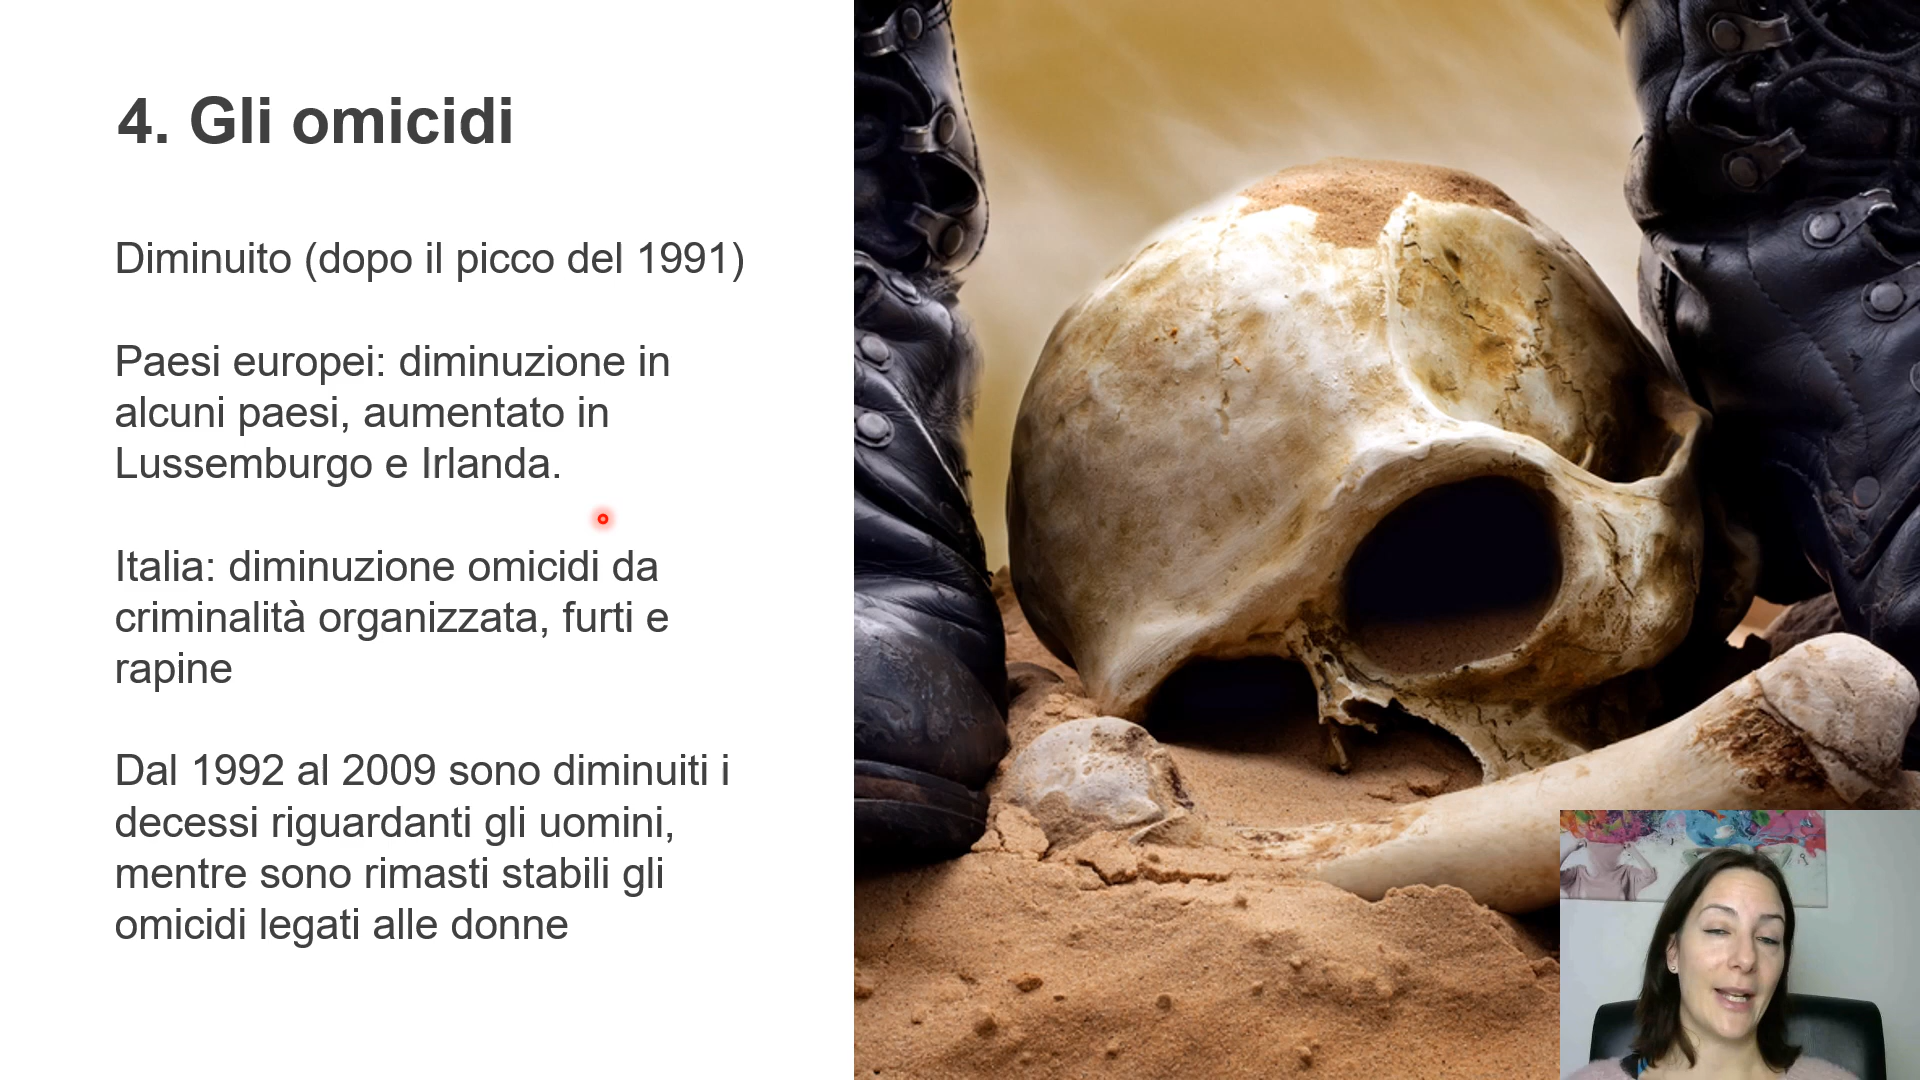 4. Gli omicidi
Diminuito (dopo il picco del 1991)
Paesi europei: diminuzione in
alcuni paesi, aumentato in
Lussemburgo e Irlanda.
Italia: diminuzione omicidi da
criminalità organizzata, furti e
rapine
Dal 1992 al 2009 sono diminuiti i
decessi riguardanti gli uomini,
mentre sono rimasti stabili gli
omicidi legati alle donne